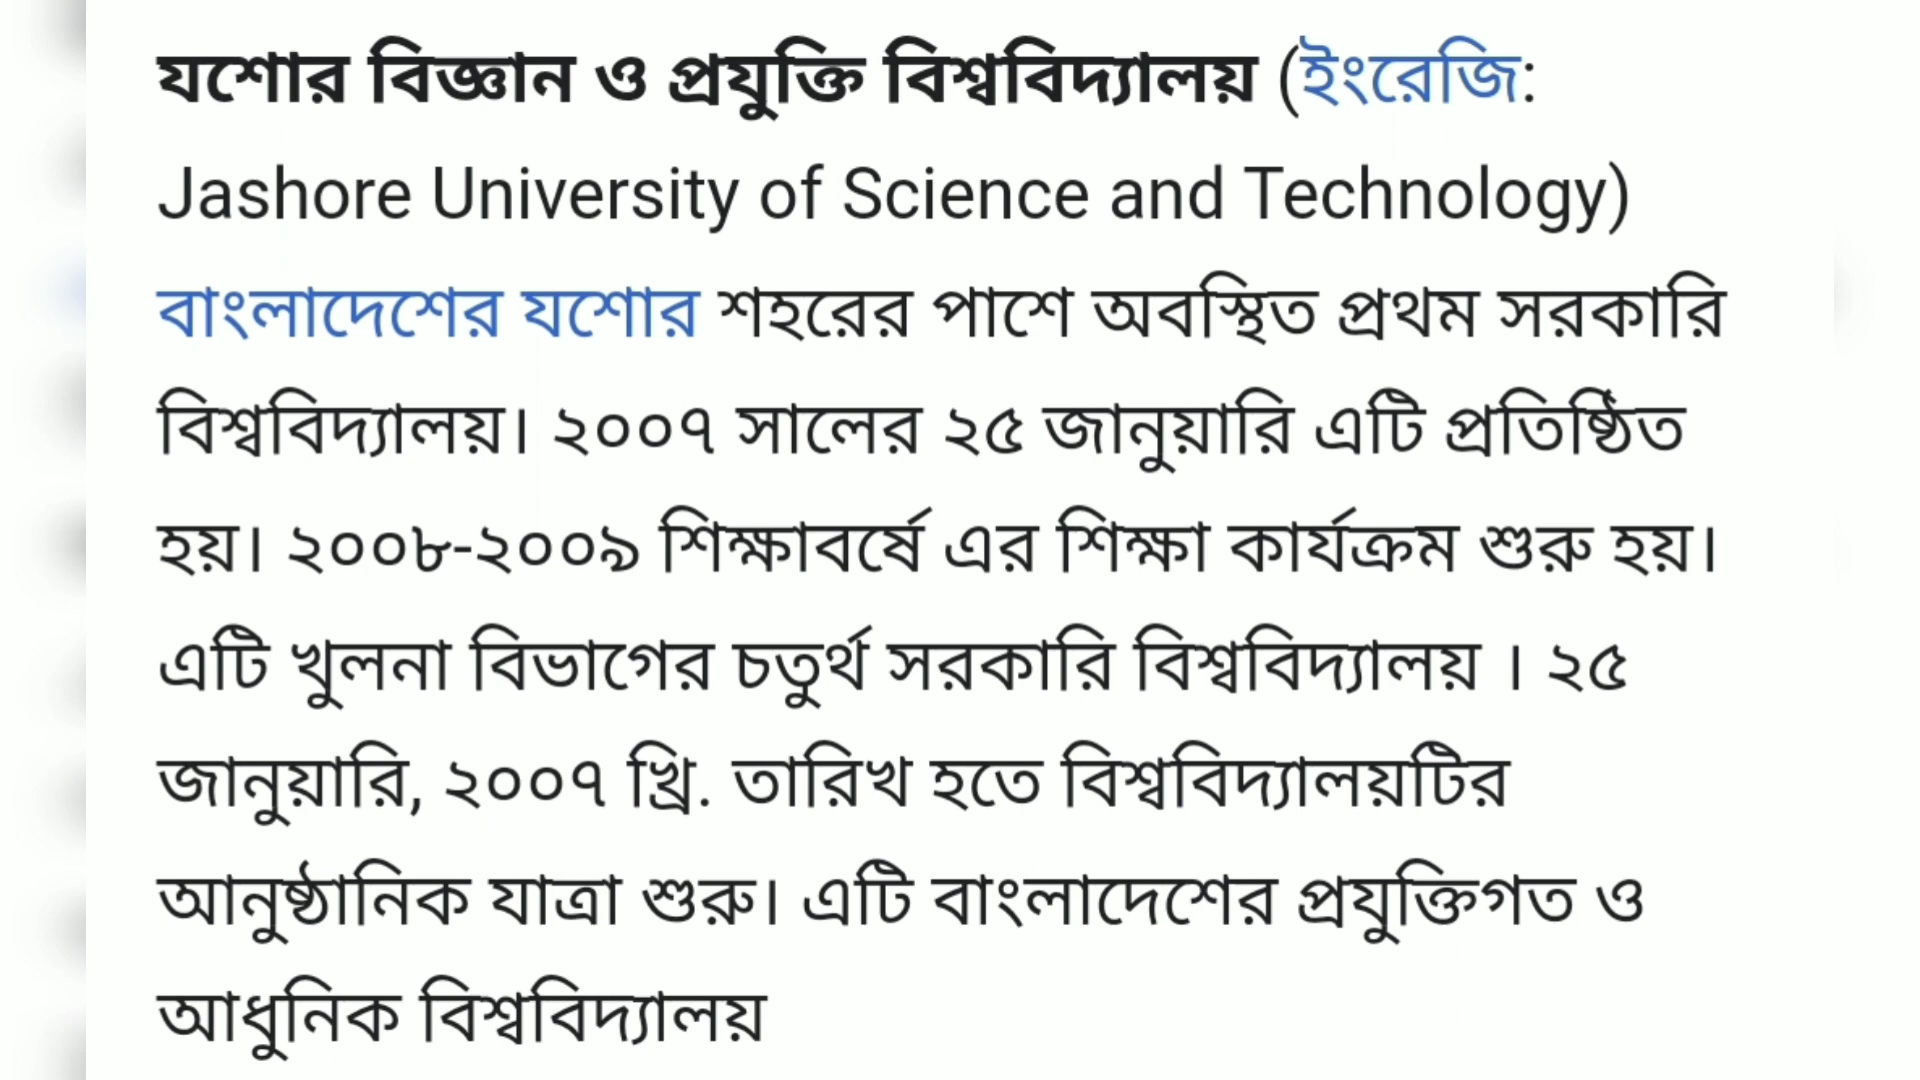 যশোর বিজ্ঞান ও প্রযুক্তি বিশ্ববিদ্যালয় (ইংরেজি:
Jashore University of Science and Technology)
বাংলাদেশের যশোর শহরের পাশে অবস্থিত প্রথম সরকারি
বিশ্ববিদ্যালয়। ২০০৭ সালের ২৫ জানুয়ারি এটি প্রতিষ্ঠিত
হয়। ২০০৮-২০০৯ শিক্ষাবর্ষে এর শিক্ষা কার্যক্রম শুরু হয়।
এটি খুলনা বিভাগের চতুর্থ সরকারি বিশ্ববিদ্যালয় । ২৫
জানুয়ারি, ২০০৭ খ্রি. তারিখ হতে বিশ্ববিদ্যালয়টির
আনুষ্ঠানিক যাত্রা শুরু। এটি বাংলাদেশের প্রযুক্তিগত ও
আধুনিক বিশ্ববিদ্যালয়